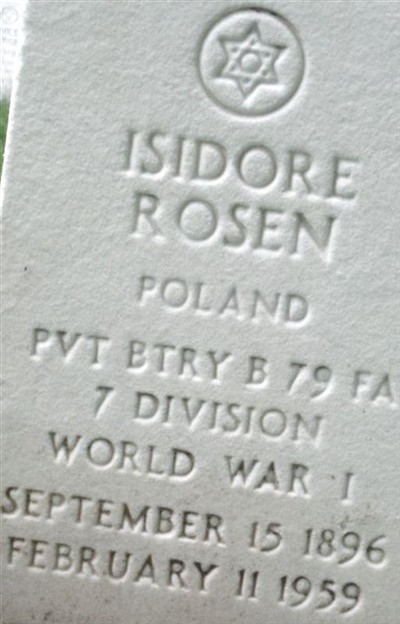 ISIDORE
ROSEN
POLAND
PVT BTRY B 79 FA
7 DIVISION
WORLD WAR I
SEPTEMBER 15 1896
FEBRUARY 11 1959